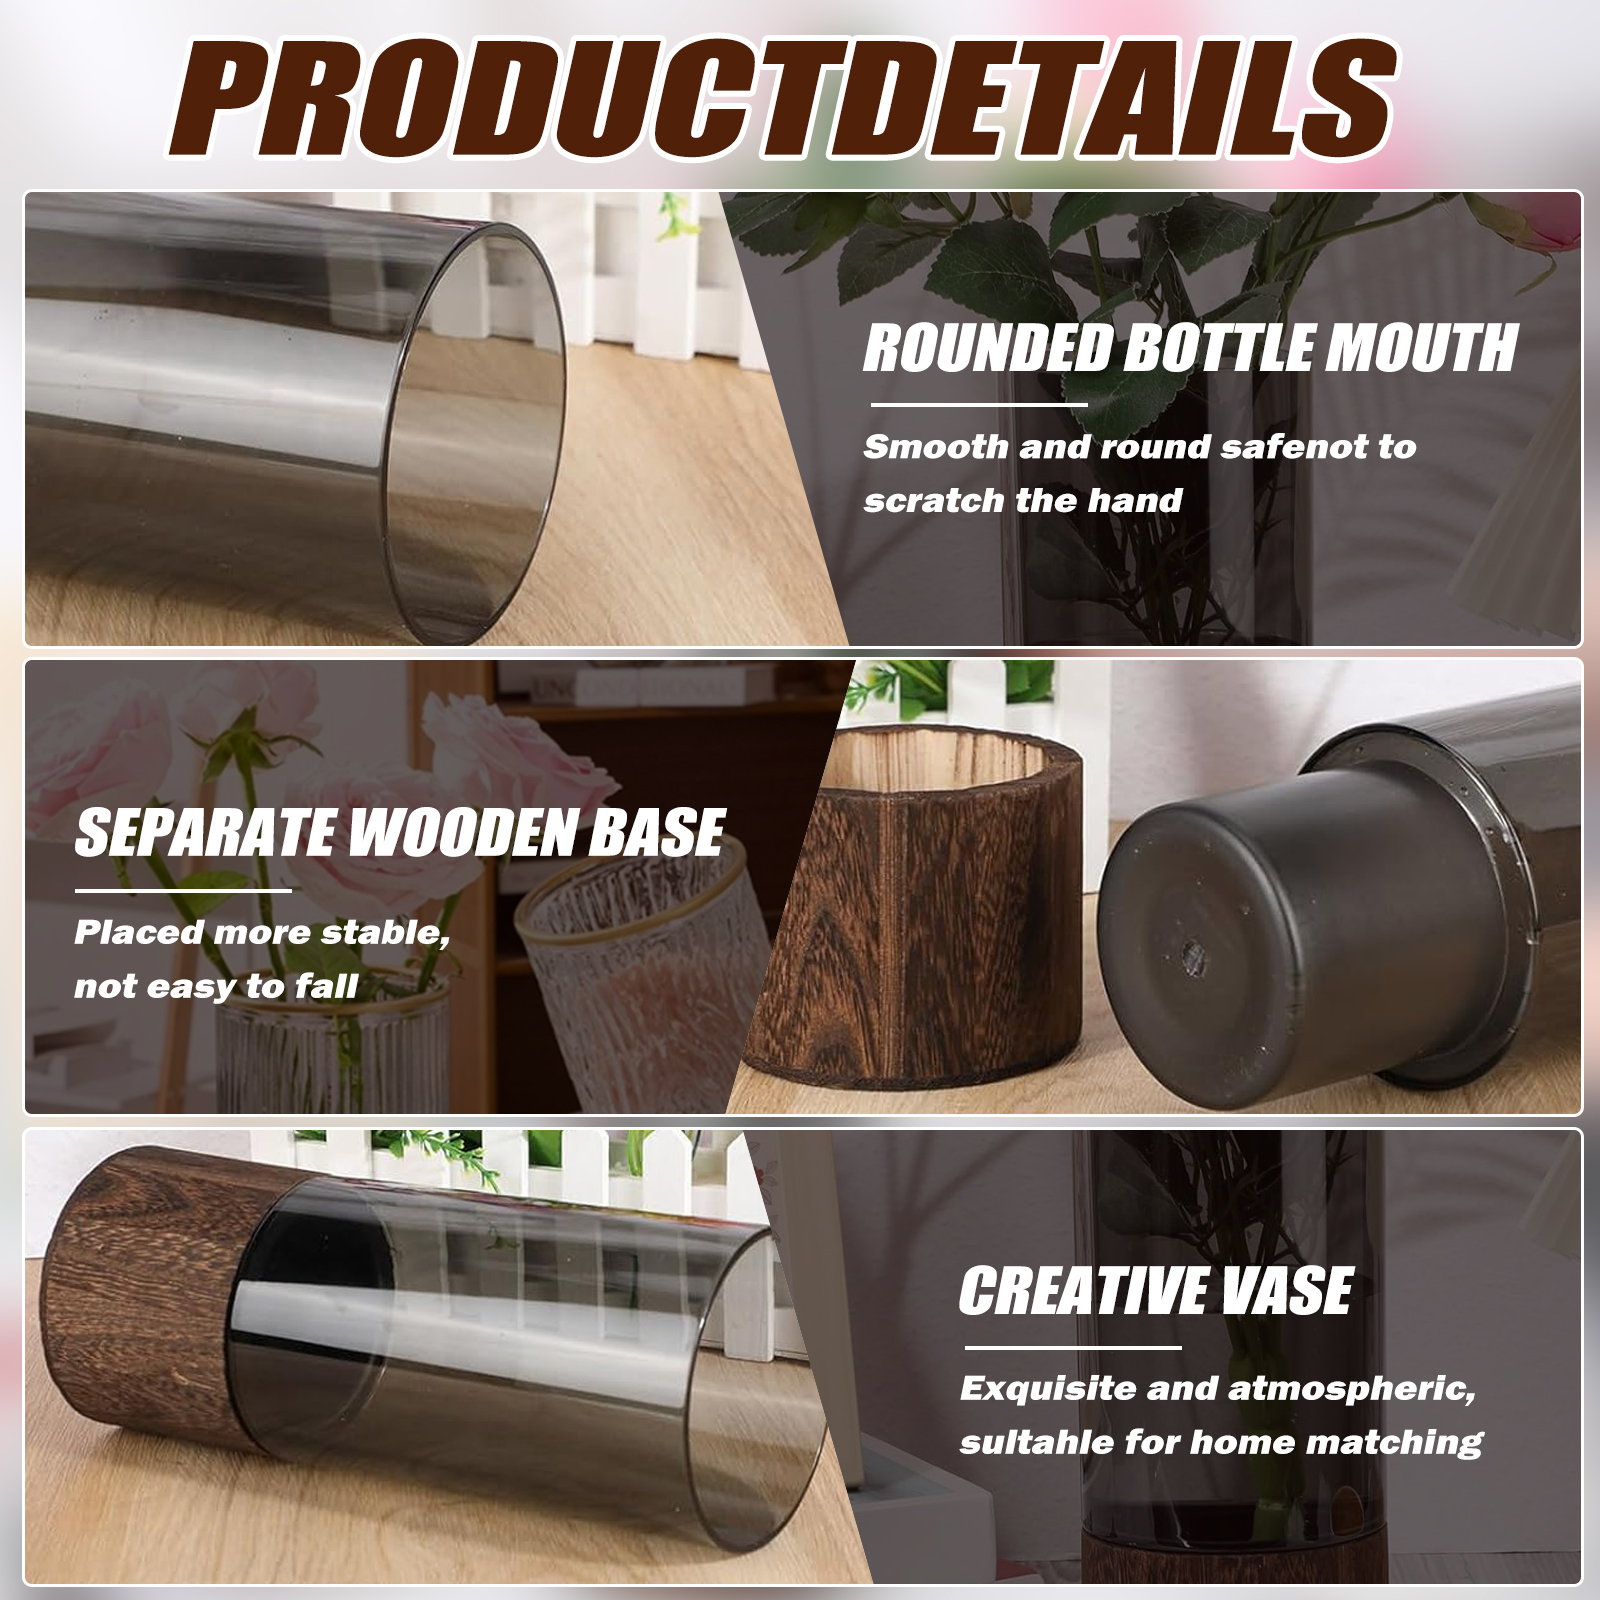 PRODUCTDETAILS
ROUNDED BOTTLE MOUTH
Smooth and round safenot to
scratch the hand
UNCONDITIONAL
SEPARATE WOODEN BASE
Placed more stable,
not easy to fall
CREATIVE VASE
Exquisite and atmospheric,
sultahle for home matching